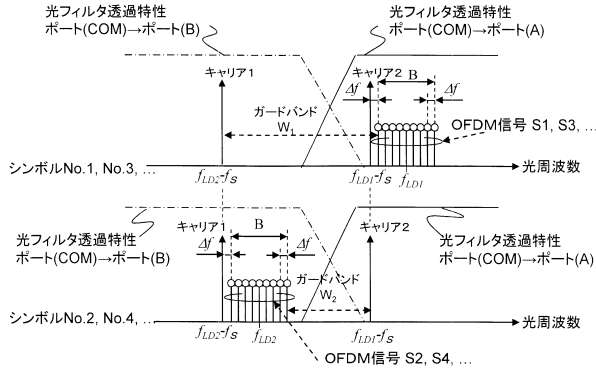 光フィルタ透過特性 光フィルタ透過特性
ポート(COM)→ポート(B) ポート(COM)→ポート(A)
キャリア1 キャリア2 B
Δf Δf
ガードバンド
W1
OFDM信号 S1, S3, ...
シンボルNo.1, No.3, ... 光周波数
fLD2-fS fLD1-fS fLD1
キャリア1 B キャリア2
光フィルタ透過特性 Δf Δf 光フィルタ透過特性
ポート(COM)→ポート(B) ガードバンド ポート(COM)→ポート(A)
W2
シンボルNo.2, No.4, ... 光周波数
fLD2-fS fLD2 fLD1-fS
OFDM信号 S2, S4, ...